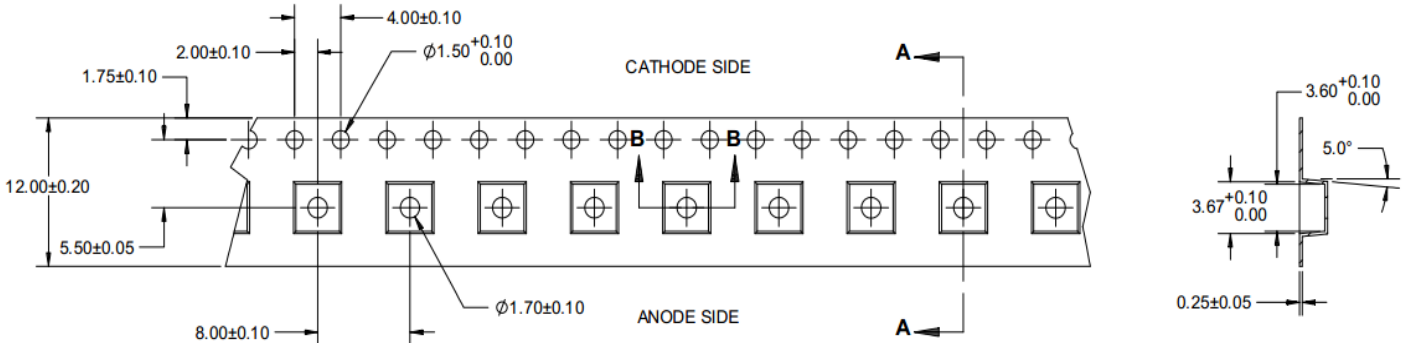 4.00±0.10
2.00±0.10
Ø1.50+0.10
0.00
1.75±0.10
CATHODE SIDE
A
3.60+0.10
0.00
5.0°
B
B
12.00±0.20
3.67+0.10
0.00
5.50±0.05
Ø1.70±0.10
0.25±0.05
ANODE SIDE
8.00±0.10
A